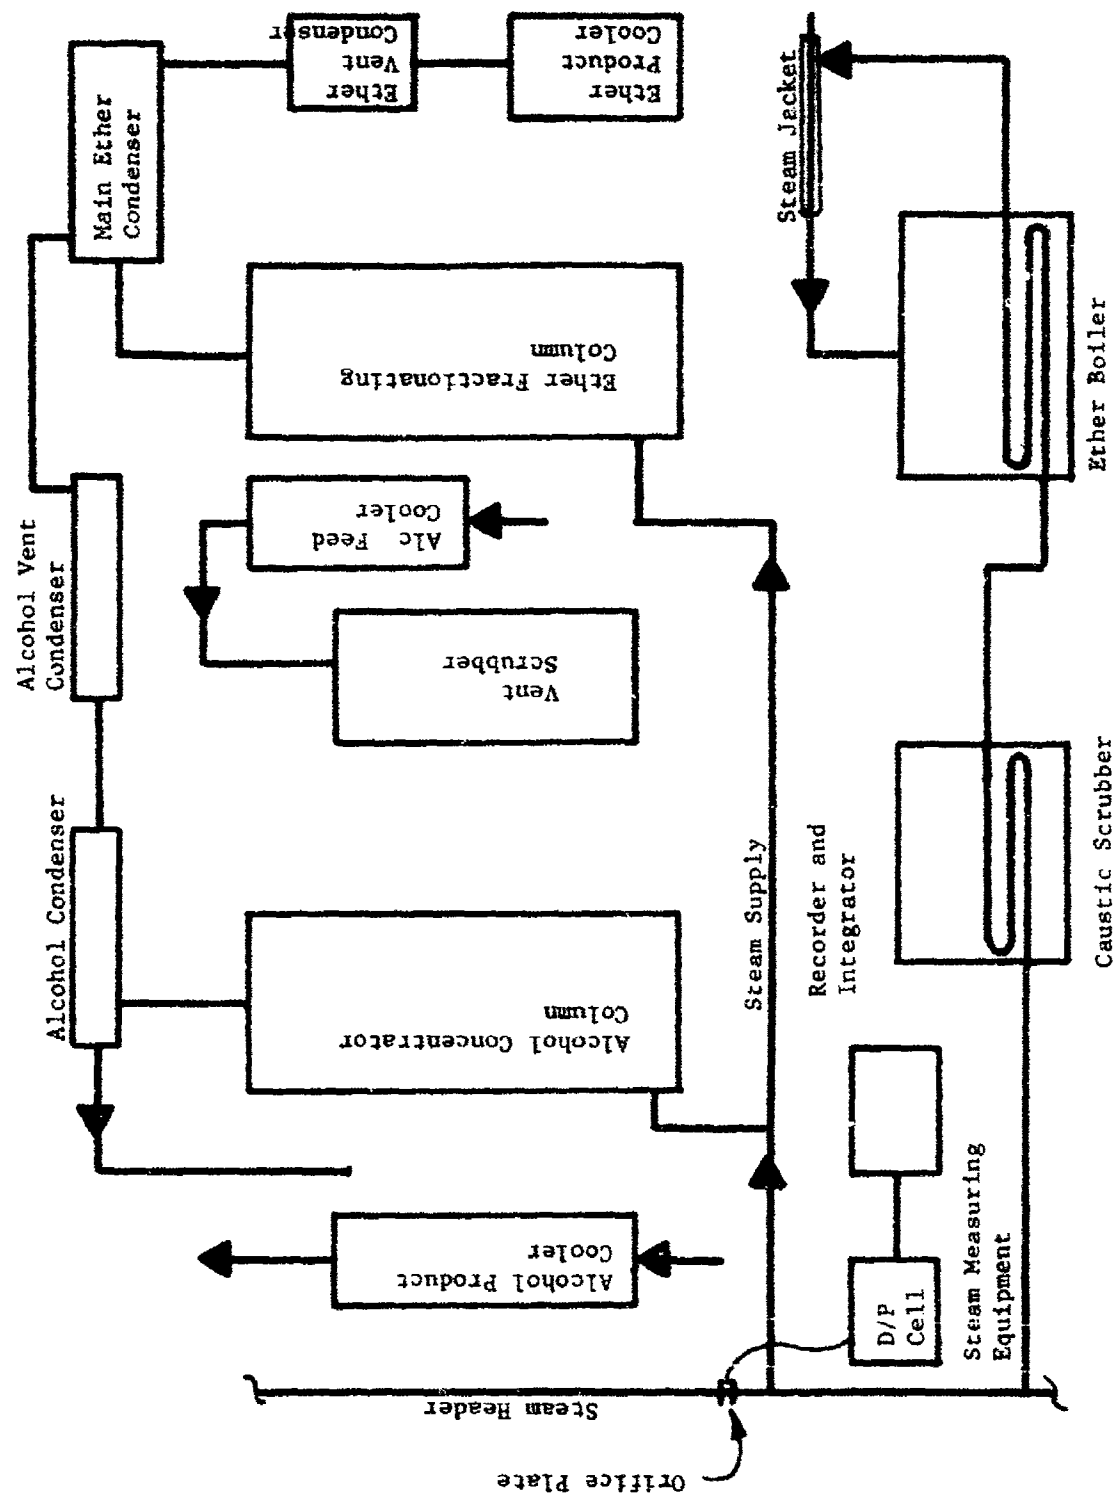 Main Ether
Condenser
Ether
Vent
Condenser
Ether
Product
Cooler
Steam Jacket
Ether Fractionating
Column
Ether Boiler
Alcohol Vent
Condenser
Alc Feed
Cooler
Vent
Scrubber
Alcohol Condenser
Alcohol Concentrator
Column
Steam Supply
Recorder and
Integrator
Caustic Scrubber
Alcohol Product
Cooler
D/P
Cell
Steam Measuring
Equipment
Steam Header
Orifice Plate